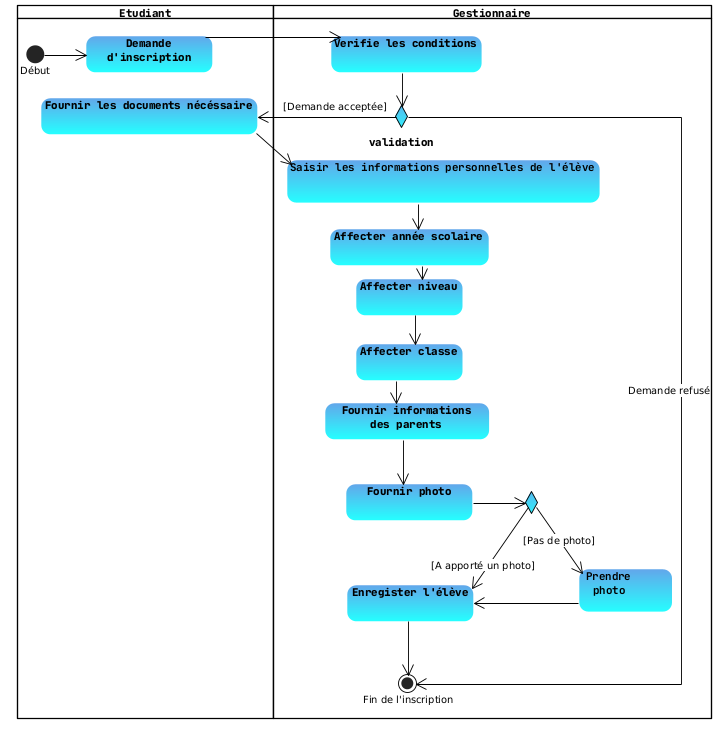 Etudiant
Gestionnaire
Demande
d'inscription
Verifie les conditions
Début
Fournir les documents nécéssaire
[Demande acceptée]
validation
Saisir les informations personnelles de l'élève
Affecter année scolaire
Affecter niveau
Affecter classe
Demande refusé
Fournir informations
des parents
Fournir photo
[Pas de photo]
[A apporté un photo]
Prendre
photo
Enregister l'élève
Fin de l'inscription